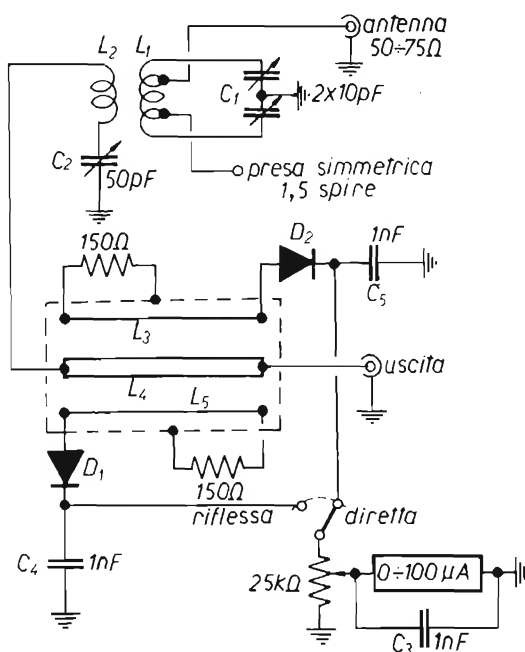 antenna
50÷75Ω
L₂
L₁
C₁
2x10pF
C₂
50pF
presa simmetrica
1,5 spire
150Ω
D₂
1nF
C₅
L₃
L₄
uscita
L₅
D₁
150Ω
riflessa
diretta
C₄
1nF
25kΩ
0÷100µA
C₃
1nF